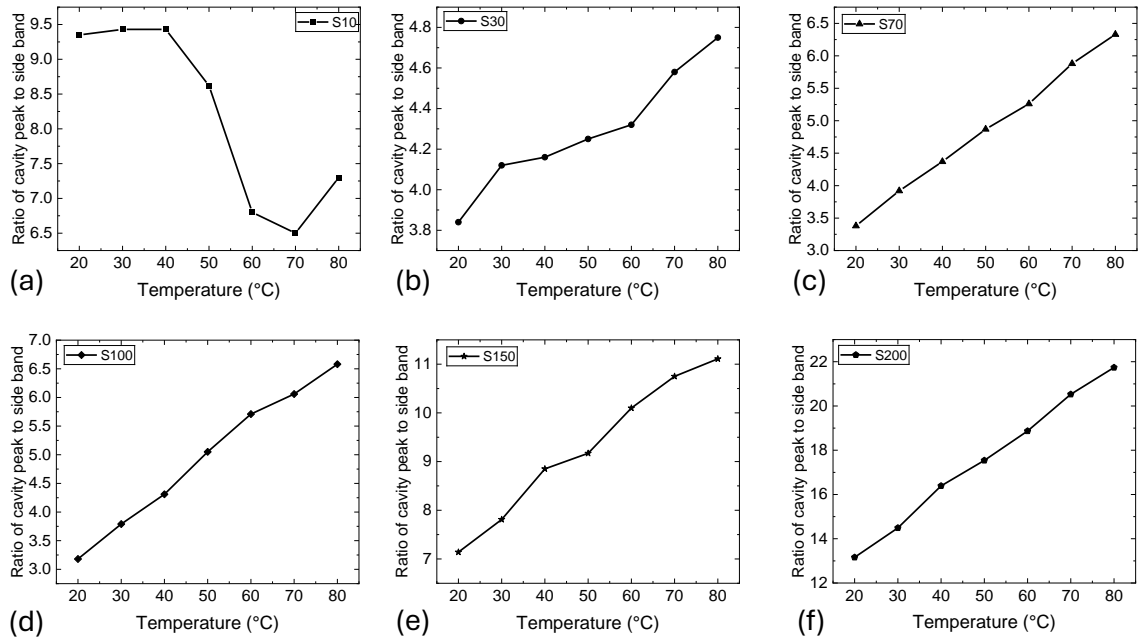 S10
Ratio of cavity peak to side band
9.5
9.0
8.5
8.0
7.5
7.0
6.5
20 30 40 50 60 70 80
Temperature (°C)
(a)
S30
Ratio of cavity peak to side band
4.8
4.6
4.4
4.2
4.0
3.8
20 30 40 50 60 70 80
Temperature (°C)
(b)
S70
Ratio of cavity peak to side band
6.5
6.0
5.5
5.0
4.5
4.0
3.5
3.0
20 30 40 50 60 70 80
Temperature (°C)
(c)
S100
Ratio of cavity peak to side band
7.0
6.5
6.0
5.5
5.0
4.5
4.0
3.5
3.0
20 30 40 50 60 70 80
Temperature (°C)
(d)
S150
Ratio of cavity peak to side band
11
10
9
8
7
20 30 40 50 60 70 80
Temperature (°C)
(e)
S200
Ratio of cavity peak to side band
22
20
18
16
14
12
20 30 40 50 60 70 80
Temperature (°C)
(f)